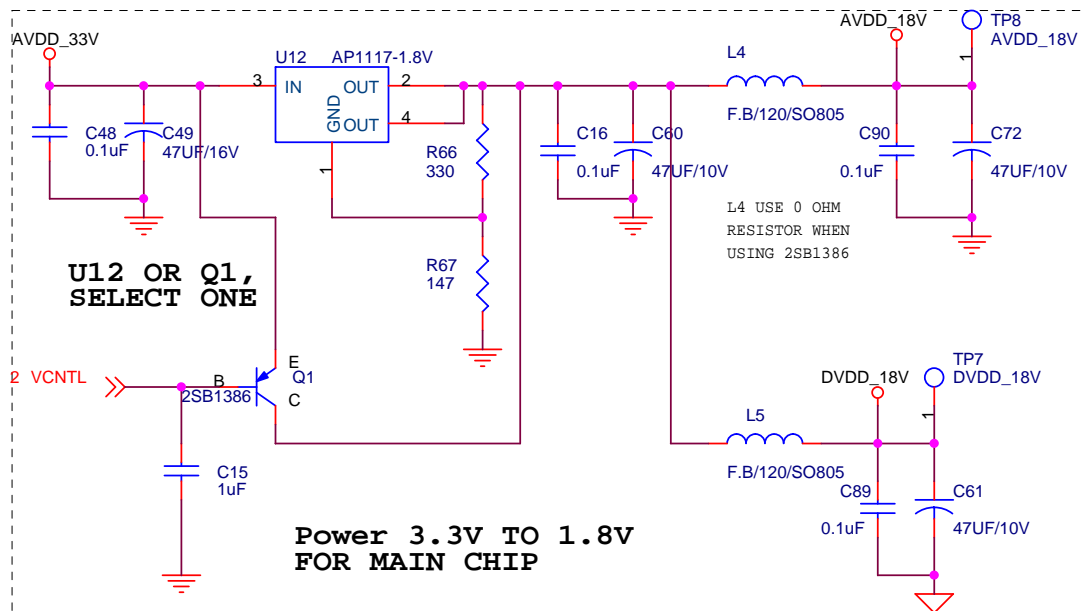 AVDD_33V
U12
AP1117-1.8V
3
IN
OUT
2
GND
OUT
4
1
C48
0.1uF
C49
47UF/16V
R66
330
R67
147
C16
0.1uF
C60
47UF/10V
L4
F.B/120/SO805
AVDD_18V
TP8
AVDD_18V
1
C90
0.1uF
C72
47UF/10V
L4 USE 0 OHM
RESISTOR WHEN
USING 2SB1386
U12 OR Q1,
SELECT ONE
2 VCNTL
B
2SB1386
E
Q1
C
C15
1uF
L5
F.B/120/SO805
DVDD_18V
TP7
DVDD_18V
1
C89
0.1uF
C61
47UF/10V
Power 3.3V TO 1.8V
FOR MAIN CHIP